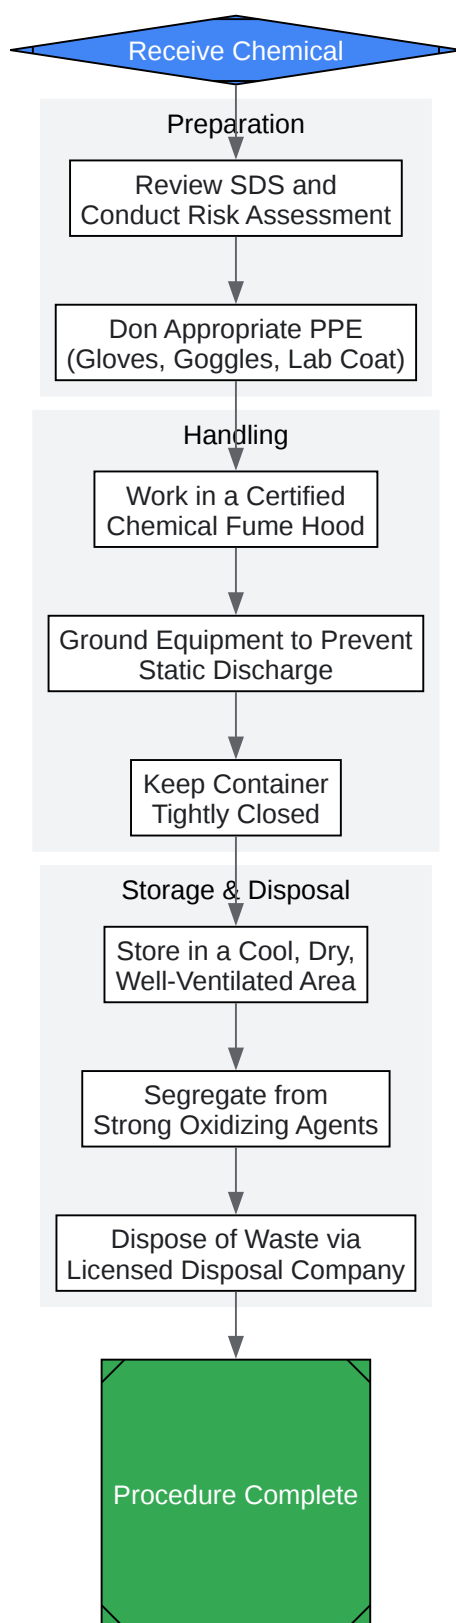 Receive Chemical
Preparation
Review SDS and
Conduct Risk Assessment
Don Appropriate PPE
(Gloves, Goggles, Lab Coat)
Handling
Work in a Certified
Chemical Fume Hood
Ground Equipment to Prevent
Static Discharge
Keep Container
Tightly Closed
Storage & Disposal
Store in a Cool, Dry,
Well-Ventilated Area
Segregate from
Strong Oxidizing Agents
Dispose of Waste via
Licensed Disposal Company
Procedure Complete